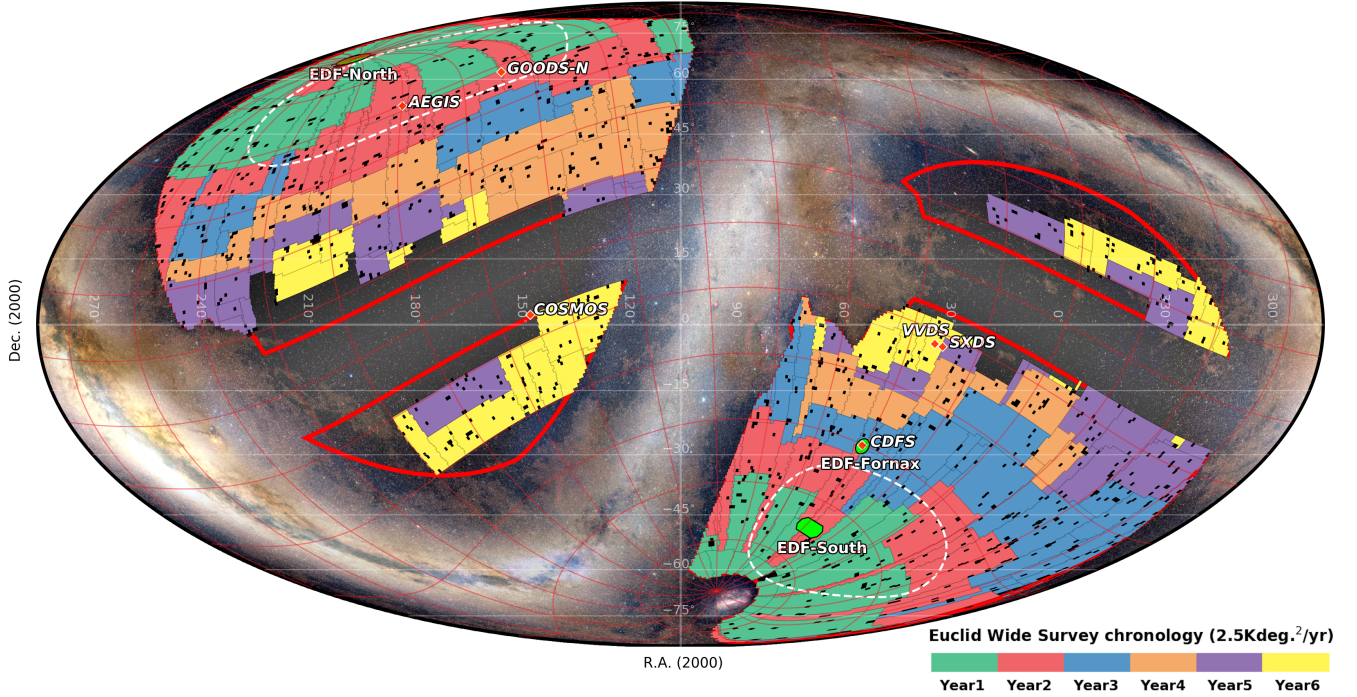 75°
60°
45°
30°
15°
0°
−15°
−30°
−45°
−60°
−75°
270°
240°
210°
180°
150°
120°
90°
60°
30°
0°
330°
300°
EDF-North
GOODS-N
AEGIS
COSMOS
VVDS
SXDS
CDFS
EDF-Fornax
EDF-South
Dec. (2000)
R.A. (2000)
Euclid Wide Survey chronology (2.5Kdeg.²/yr)
Year1 Year2 Year3 Year4 Year5 Year6